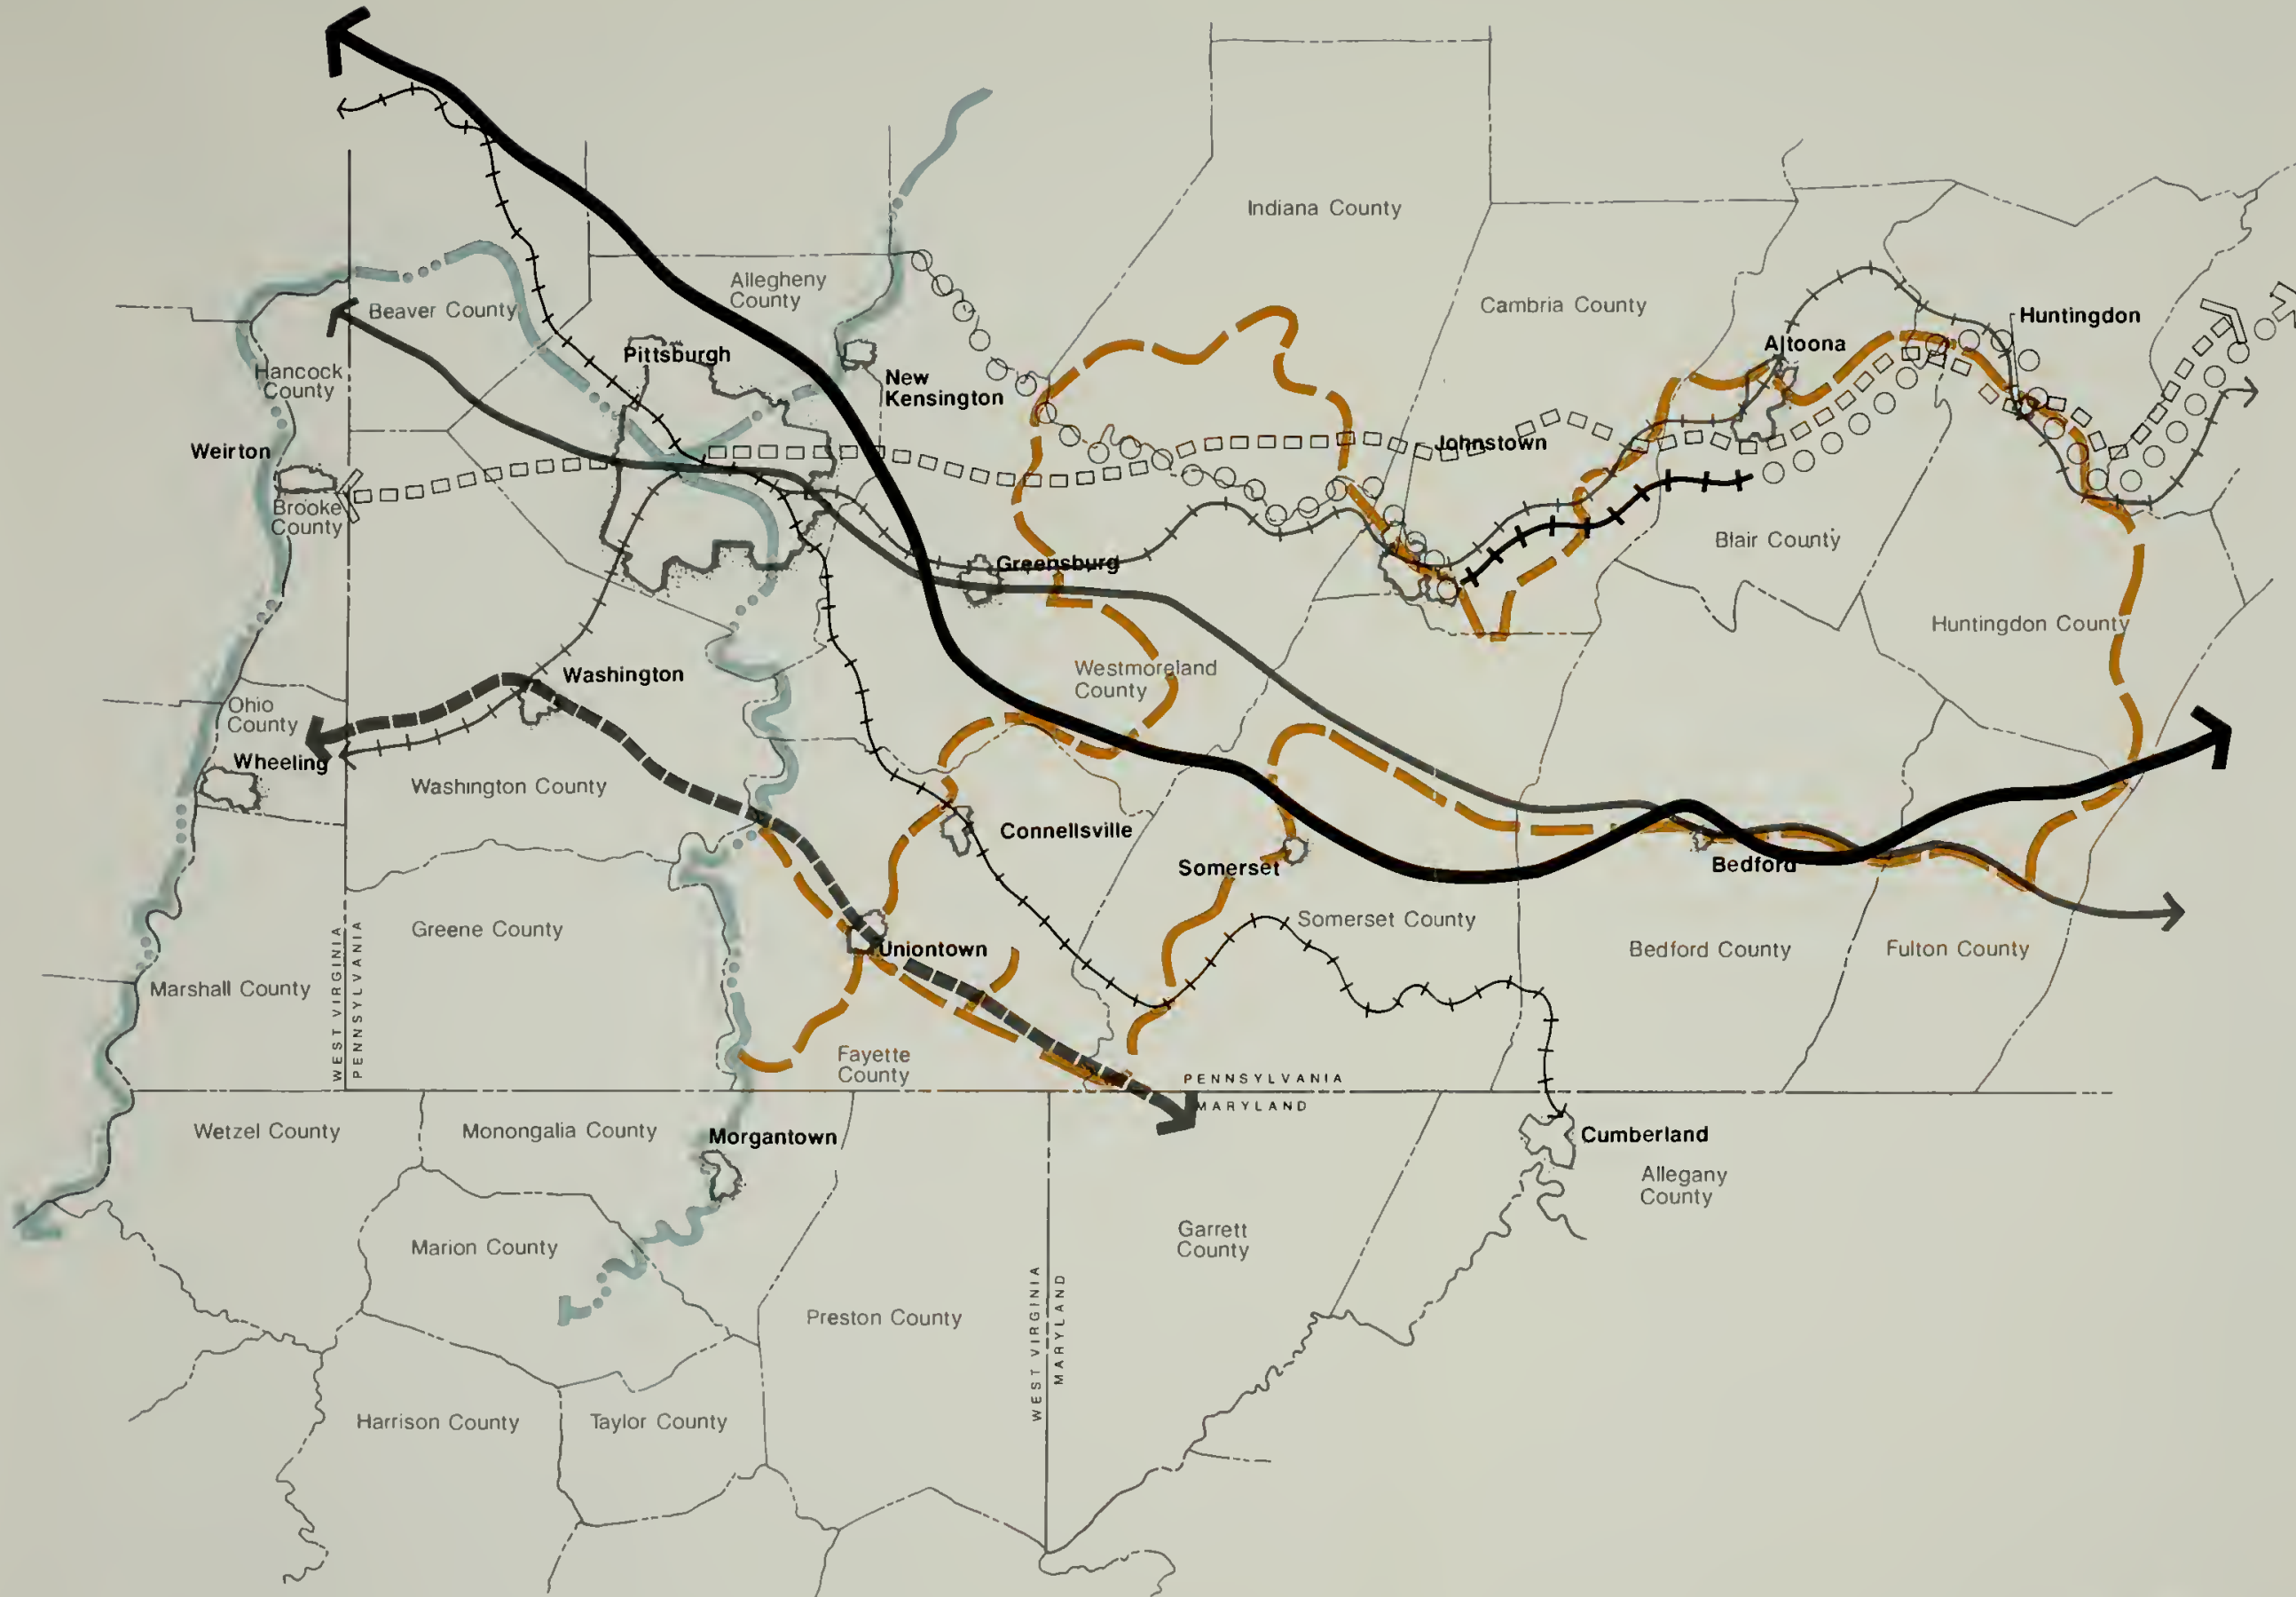 Indiana County
Allegheny
County
Cambria County
Beaver County
Huntingdon
Altoona
Pittsburgh
New
Kensington
Hancock
County
Weirton
Johnstown
Brooke
County
Blair County
Greensburg
Huntingdon County
Washington
Westmoreland
County
Ohio
County
Wheeling
Washington County
Connellsville
Somerset
Bedford
Somerset County
Greene County
Uniontown
Bedford County
Fulton County
Marshall County
WEST VIRGINIA
PENNSYLVANIA
Fayette
County
PENNSYLVANIA
MARYLAND
Wetzel County
Monongalia County
Morgantown
Cumberland
Allegany
County
Marion County
Garrett
County
Preston County
WEST VIRGINIA
MARYLAND
Harrison County
Taylor County